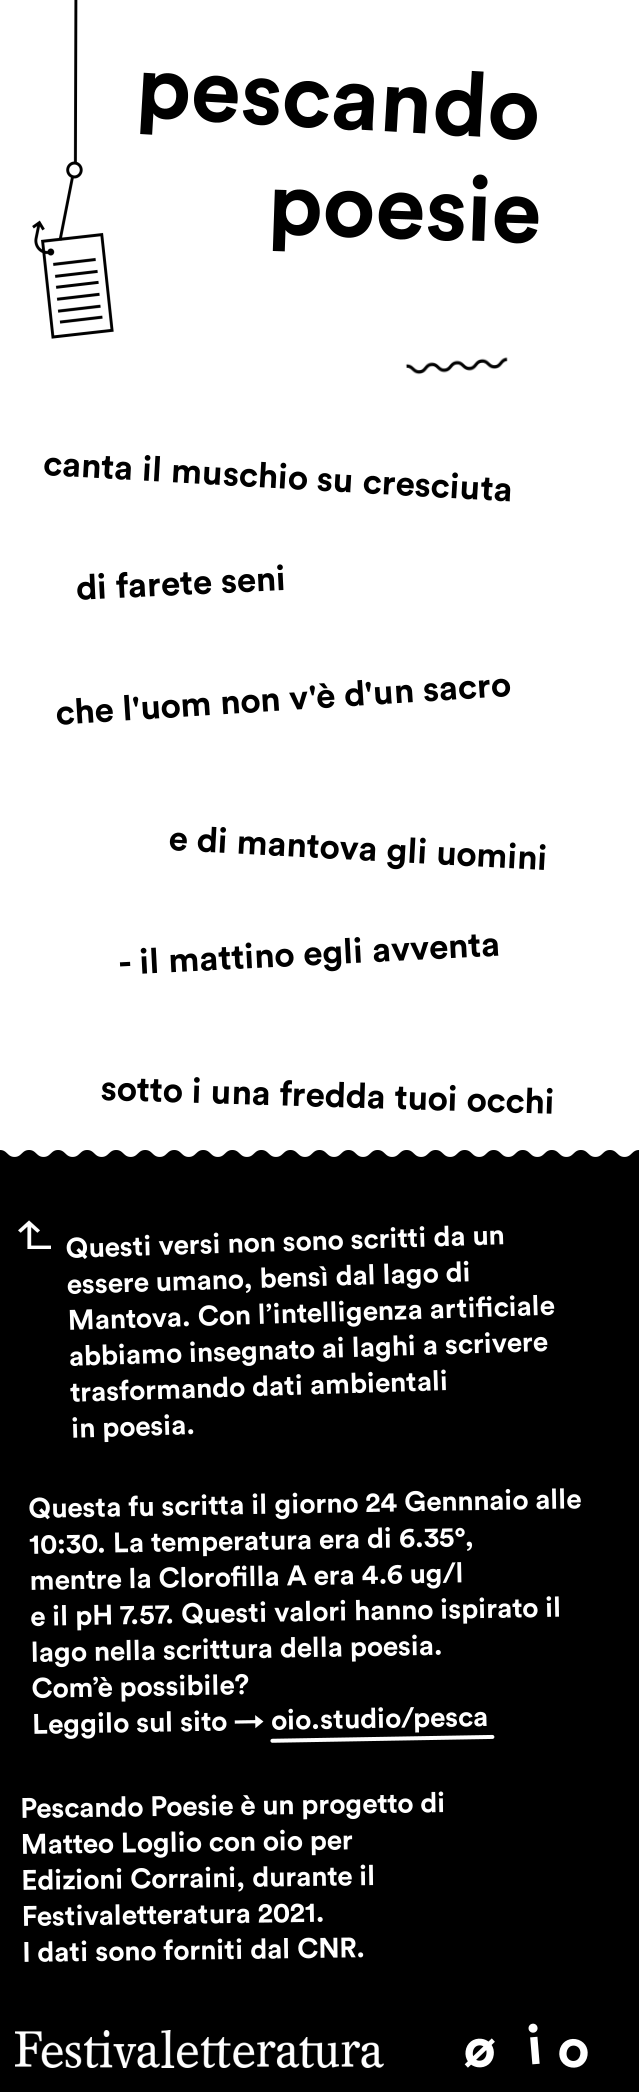 pescando
poesie
canta il muschio su cresciuta
di farete seni
che l'uom non v'è d'un sacro
e di mantova gli uomini
- il mattino egli avventa
sotto i una fredda tuoi occhi
Questi versi non sono scritti da un
essere umano, bensì dal lago di
Mantova. Con l’intelligenza artificiale
abbiamo insegnato ai laghi a scrivere
trasformando dati ambientali
in poesia.
Questa fu scritta il giorno 24 Gennnaio alle
10:30. La temperatura era di 6.35°,
mentre la Clorofilla A era 4.6 ug/l
e il pH 7.57. Questi valori hanno ispirato il
lago nella scrittura della poesia.
Com’è possibile?
Leggilo sul sito → oio.studio/pesca
Pescando Poesie è un progetto di
Matteo Loglio con oio per
Edizioni Corraini, durante il
Festivaletteratura 2021.
I dati sono forniti dal CNR.
Festivaletteratura ø i o